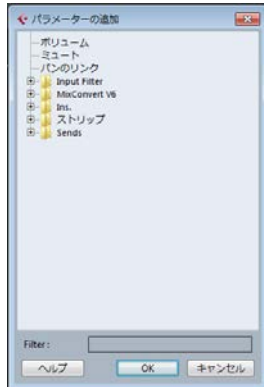 パラメーターの追加
ボリューム
ミュート
パンのリンク
Input Filter
MixConvert V6
Ins.
ストリップ
Sends
Filter :
ヘルプ
OK
キャンセル